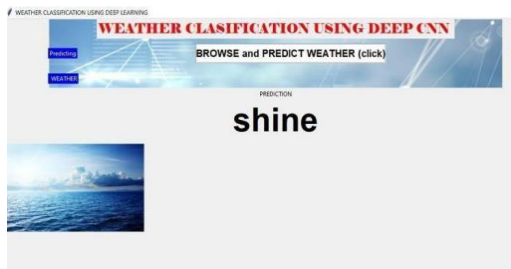 WEATHER CLASSIFICATION USING DEEP LEARNING
WEATHER CLASIFICATION USING DEEP CNN
Predicting
BROWSE and PREDICT WEATHER (click)
WEATHER
PREDICTION
shine